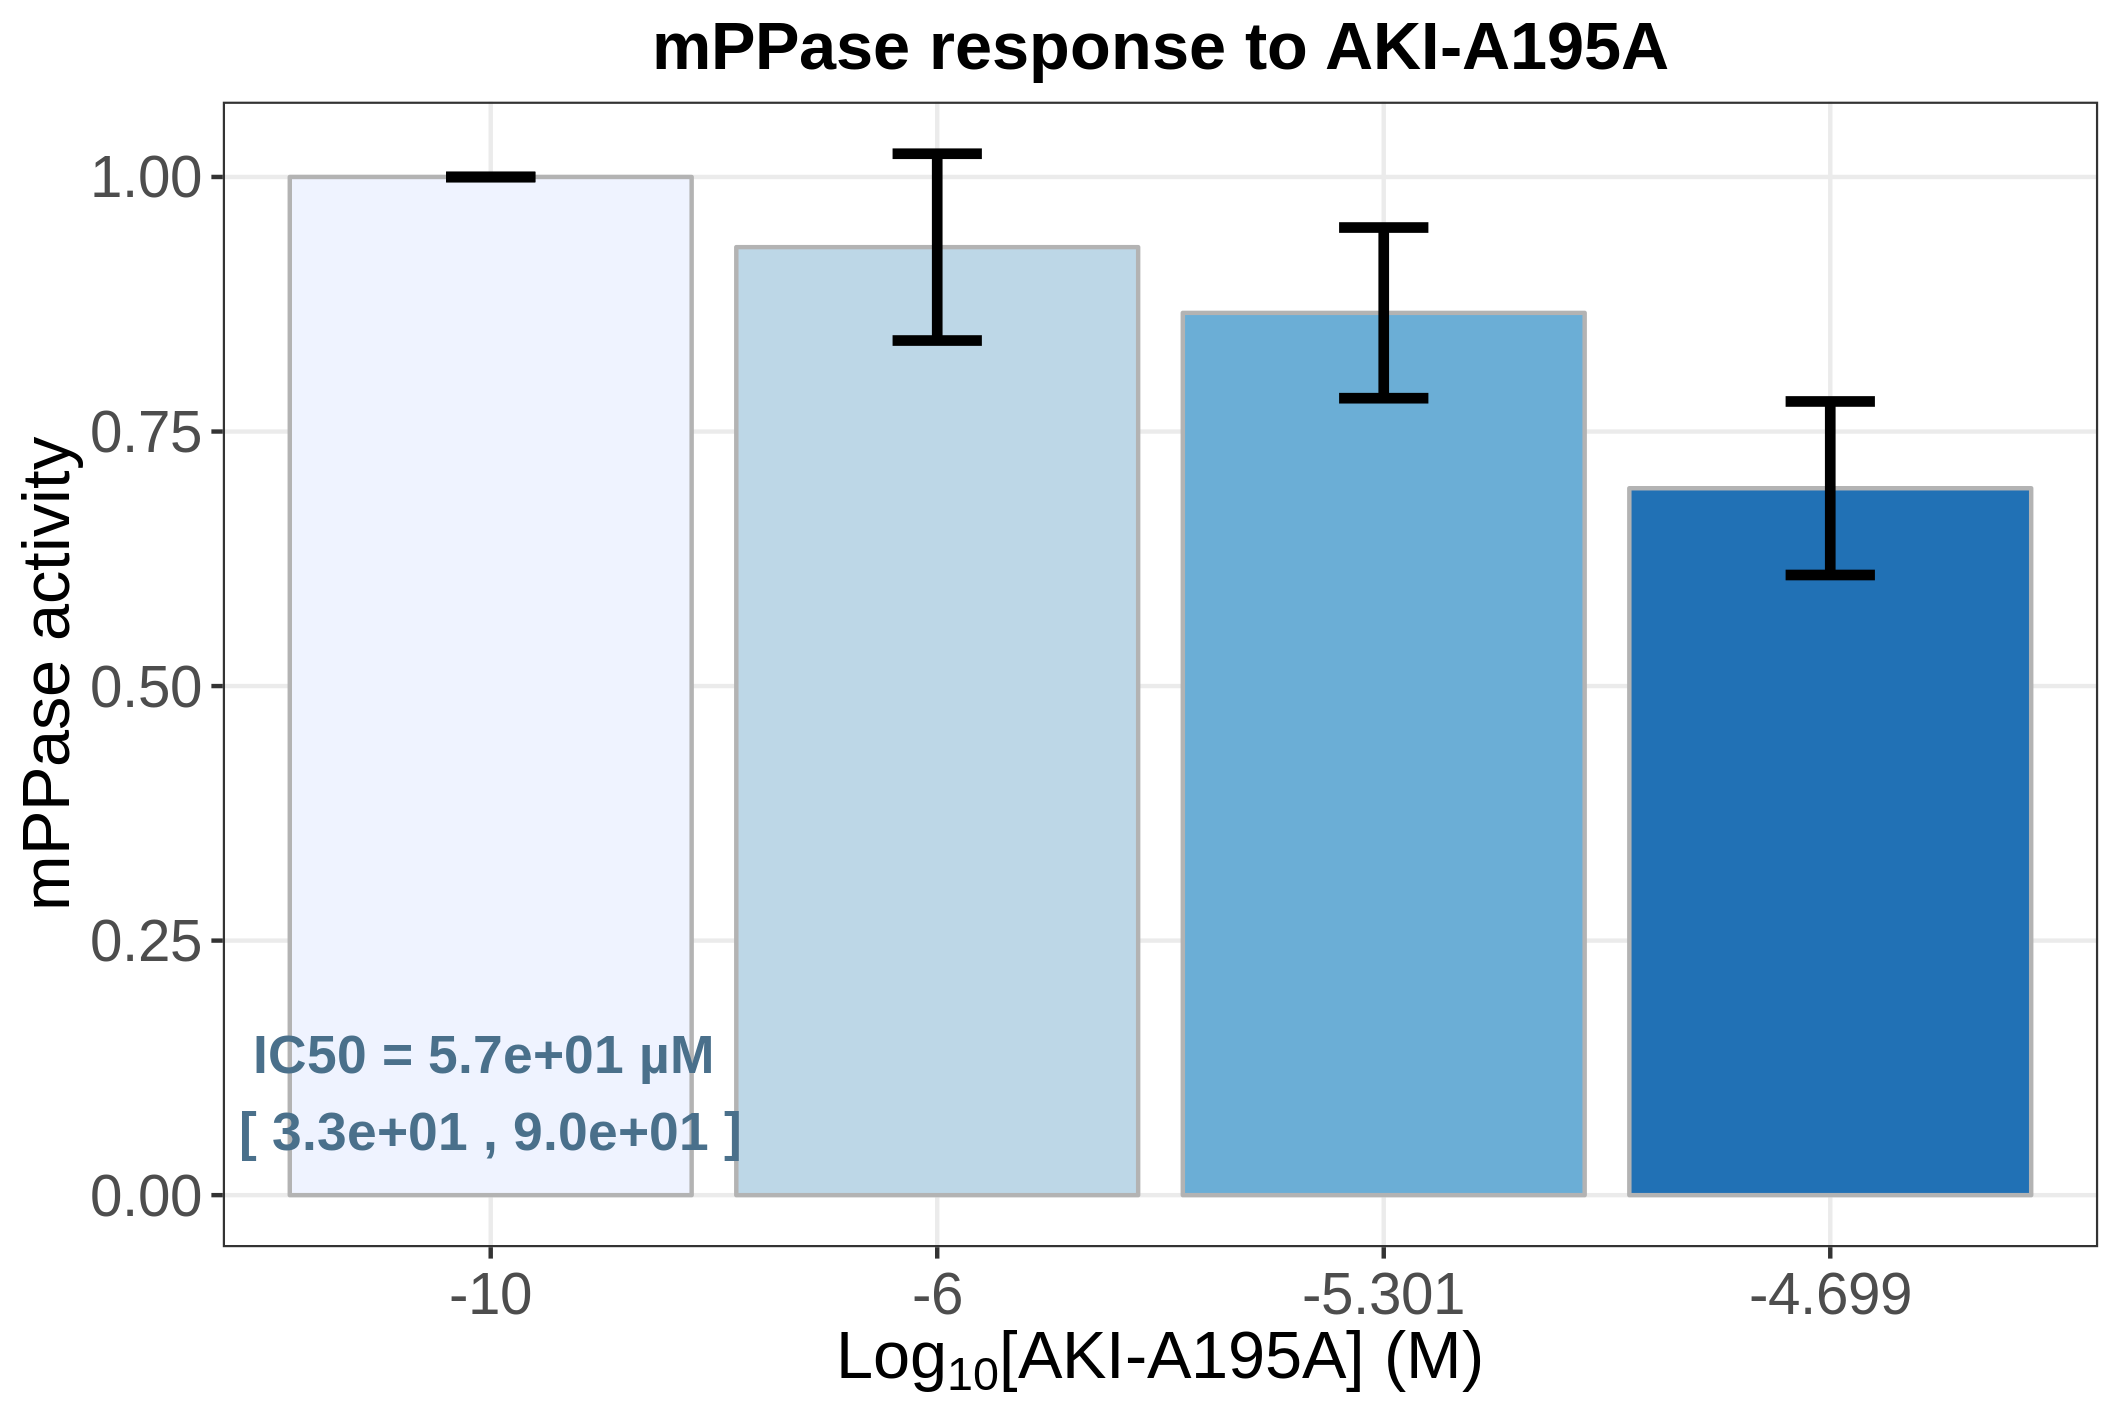 mPPase response to AKI-A195A
mPPase activity
1.00
0.75
0.50
0.25
0.00
IC50 = 5.7e+01 µM
[ 3.3e+01 , 9.0e+01 ]
-10
-6
-5.301
-4.699
Log₁₀[AKI-A195A] (M)